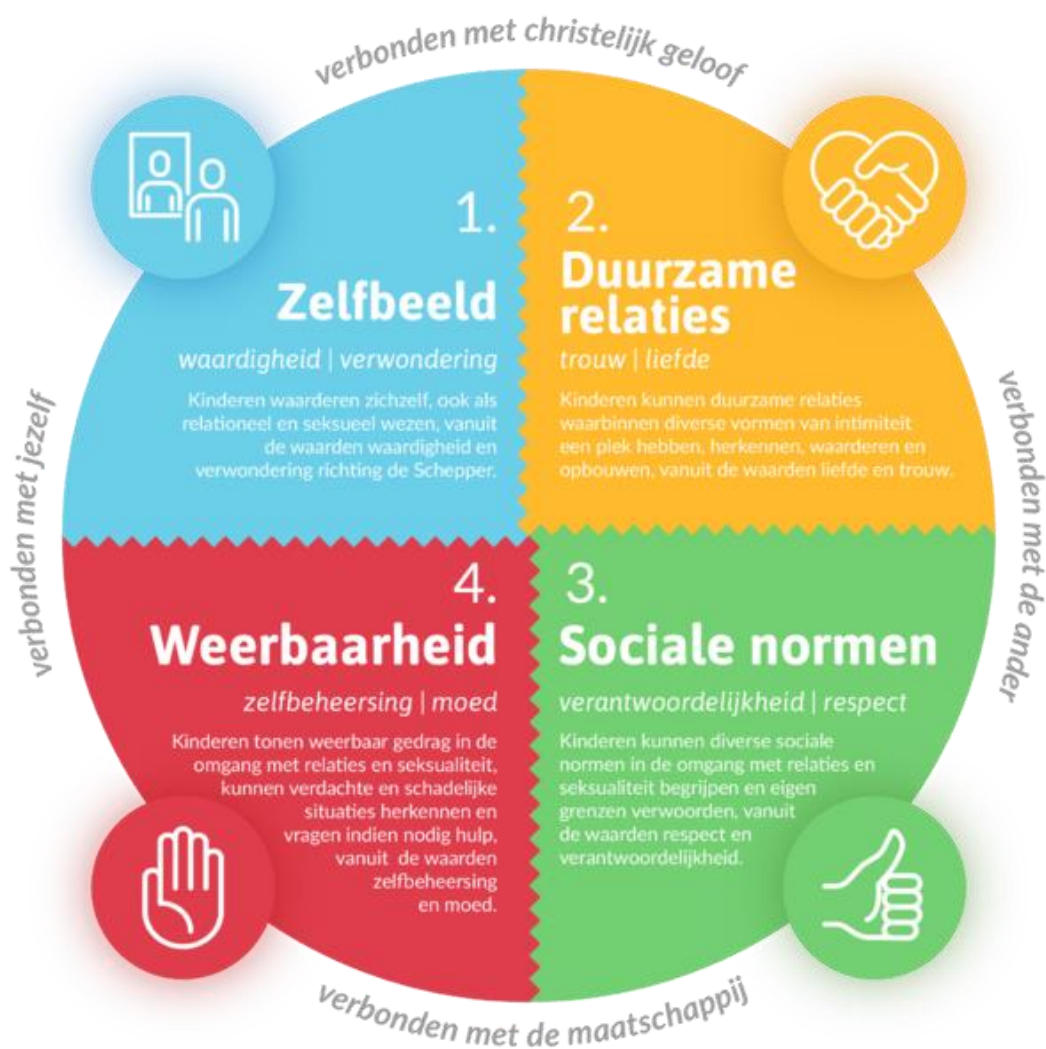 verbonden met christelijk geloof
1.
Zelfbeeld
waardigheid | verwondering
Kinderen waarderen zichzelf, ook als
relationeel en seksueel wezen, vanuit
de waarden waardigheid en
verwondering richting de Schepper.
2.
Duurzame
relaties
trouw | liefde
Kinderen kunnen duurzame relaties
waarbinnen diverse vormen van intimiteit
een plek hebben, herkennen, waarderen en
opbouwen, vanuit de waarden liefde en trouw.
verbonden met jezelf
verbonden met de ander
4.
Weerbaarheid
zelfbeheersing | moed
Kinderen tonen weerbaar gedrag in de
omgang met relaties en seksualiteit,
kunnen verdachte en schadelijke
situaties herkennen en
vragen indien nodig hulp,
vanuit de waarden
zelfbeheersing
en moed.
3.
Sociale normen
verantwoordelijkheid | respect
Kinderen kunnen diverse sociale
normen in de omgang met relaties en
seksualiteit begrijpen en eigen
grenzen verwoorden, vanuit
de waarden respect en
verantwoordelijkheid.
verbonden met de maatschappij